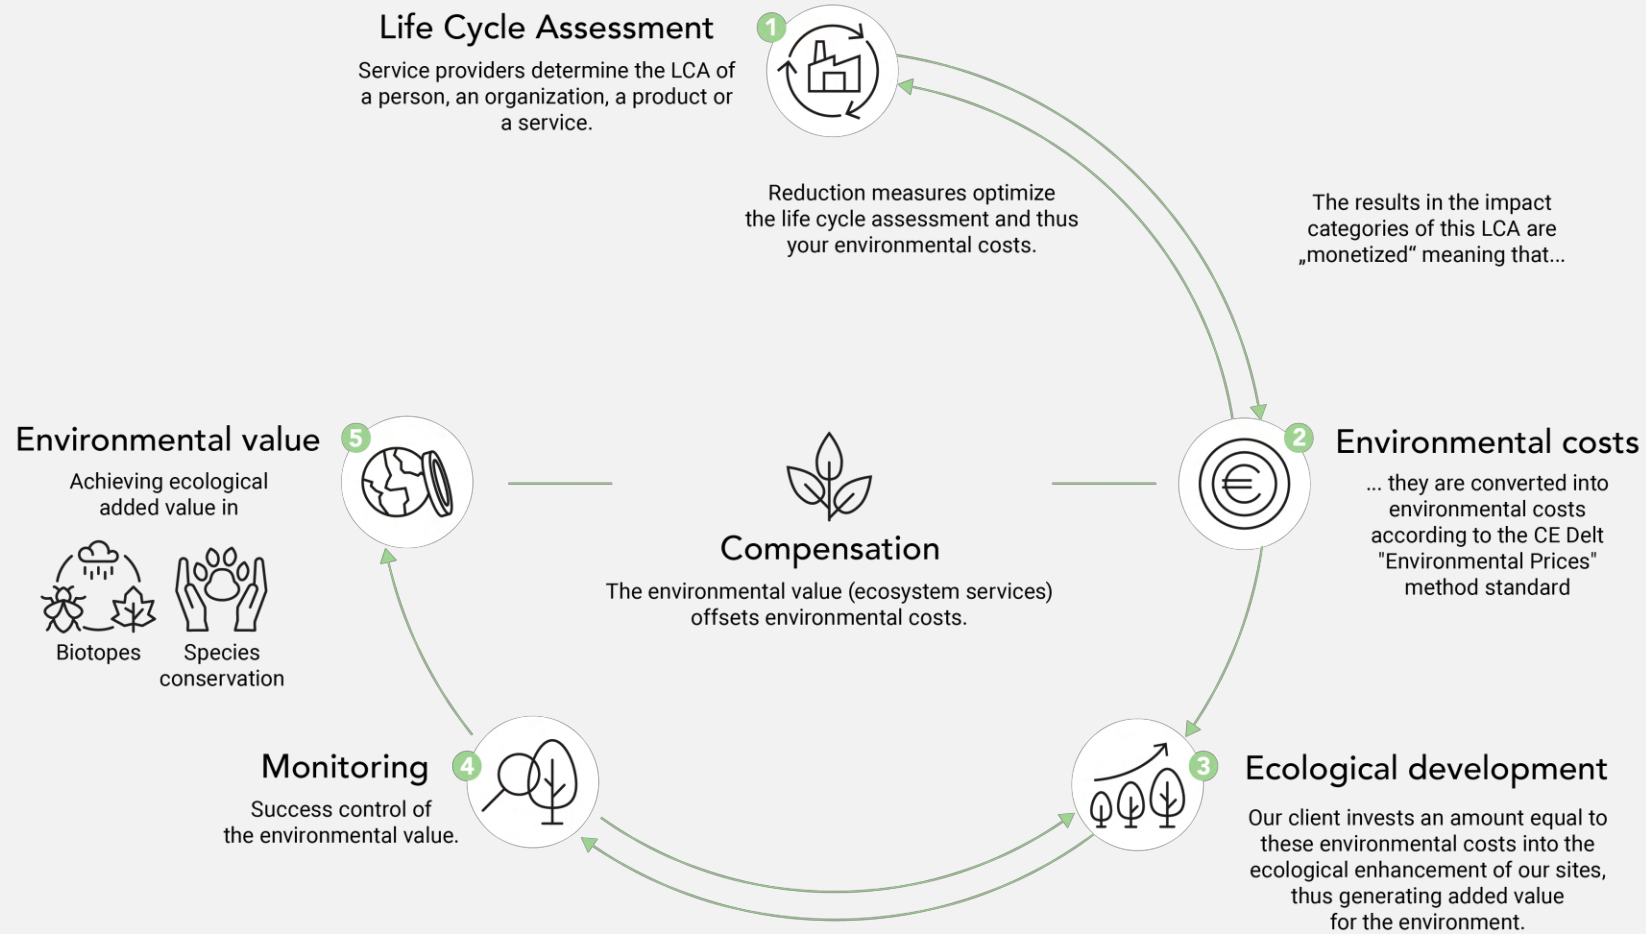 Life Cycle Assessment
1
Service providers determine the LCA of
a person, an organization, a product or
a service.
Reduction measures optimize
the life cycle assessment and thus
your environmental costs.
The results in the impact
categories of this LCA are
„monetized“ meaning that...
2
Environmental costs
... they are converted into
environmental costs
according to the CE Delt
"Environmental Prices"
method standard
3
Ecological development
Our client invests an amount equal to
these environmental costs into the
ecological enhancement of our sites,
thus generating added value
for the environment.
Monitoring
4
Success control of
the environmental value.
Environmental value
5
Achieving ecological
added value in
Biotopes
Species
conservation
Compensation
The environmental value (ecosystem services)
offsets environmental costs.